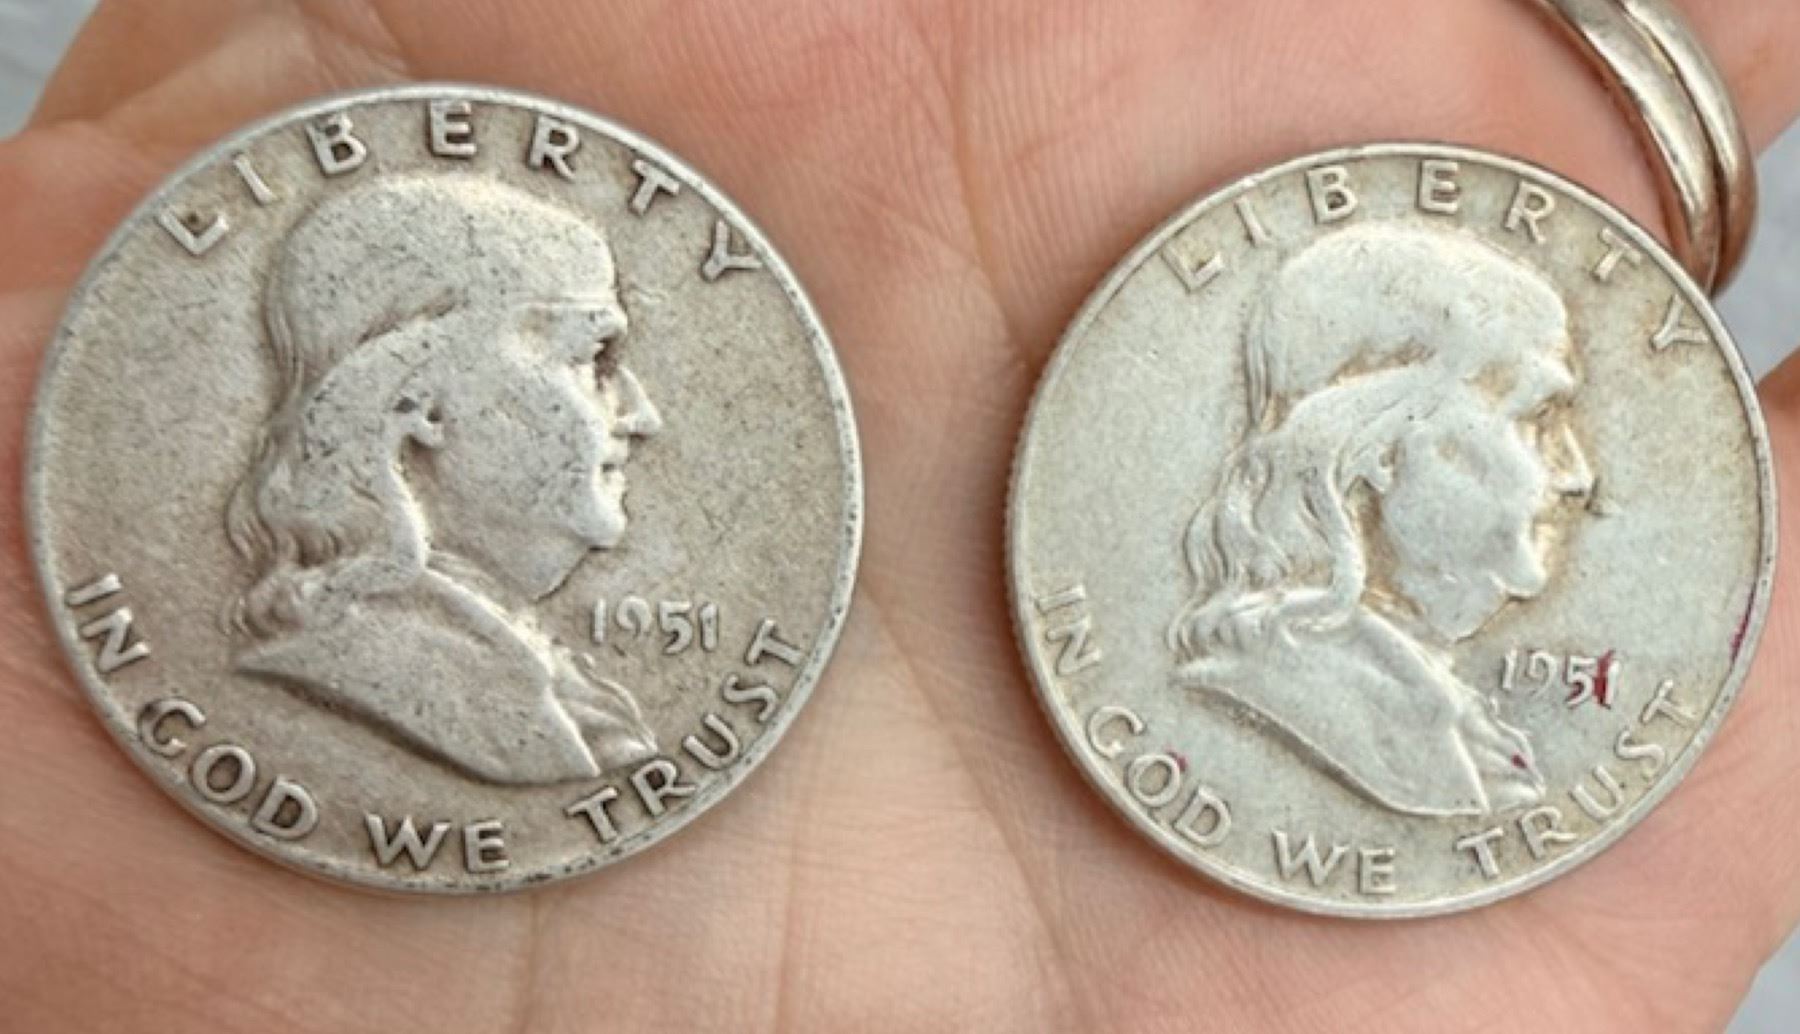 LIBERTY
1951
IN GOD WE TRUST
LIBERTY
1951
IN GOD WE TRUST